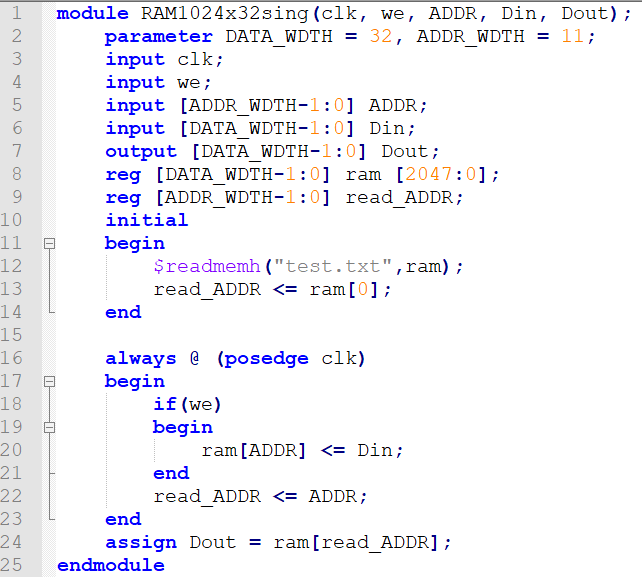 1 module RAM1024x32sing(clk, we, ADDR, Din, Dout);
2 parameter DATA_WDTH = 32, ADDR_WDTH = 11;
3 input clk;
4 input we;
5 input [ADDR_WDTH-1:0] ADDR;
6 input [DATA_WDTH-1:0] Din;
7 output [DATA_WDTH-1:0] Dout;
8 reg [DATA_WDTH-1:0] ram [2047:0];
9 reg [ADDR_WDTH-1:0] read_ADDR;
10 initial
11 begin
12 $readmemh("test.txt",ram);
13 read_ADDR <= ram[0];
14 end
15
16 always @ (posedge clk)
17 begin
18 if(we)
19 begin
20 ram[ADDR] <= Din;
21 end
22 read_ADDR <= ADDR;
23 end
24 assign Dout = ram[read_ADDR];
25 endmodule